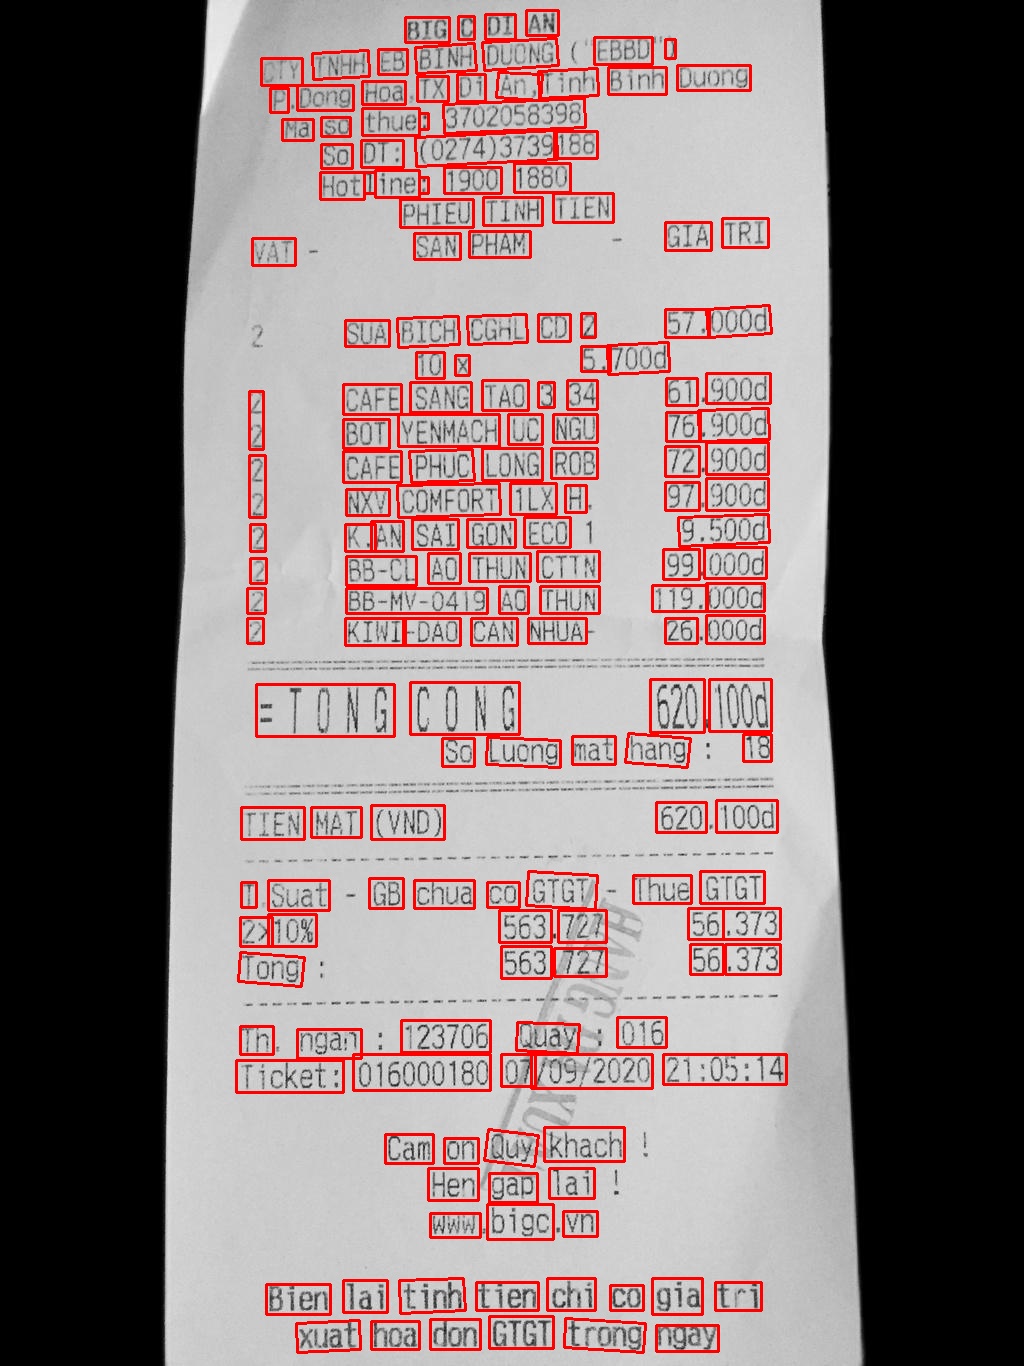 BIG C DI AN
CTY TNHH EB BINH DUONG ("EBBD")
P.Dong Hoa,TX Di An,Tinh Binh Duong
Ma so thue: 3702058398
So DT: (0274)3739188
Hotline: 1900 1880
PHIEU TINH TIEN
VAT - SAN PHAM - GIA TRI
2 SUA BICH CGHL CD 2 57.000d
10 x 5.700d
2 CAFE SANG TAO 3 34 61.900d
2 BOT YENMACH UC NGU 76.900d
2 CAFE PHUC LONG ROB 72.900d
2 NXV COMFORT 1LX H. 97.900d
2 K.AN SAI GON ECO 1 9.500d
2 BB-CL AO THUN CTTN 99.000d
2 BB-MV-0419 AO THUN 119.000d
2 KIWI-DAO CAN NHUA- 26.000d
=TONG CONG 620.100d
So Luong mat hang : 18
TIEN MAT (VND) 620.100d
T.Suat - GB chua co GTGT - Thue GTGT
2>10% 563.727 56.373
Tong : 563.727 56.373
Th. ngan : 123706 Quay : 016
Ticket: 016000180 07/09/2020 21:05:14
Cam on Quy khach !
Hen gap lai !
www.bigc.vn
Bien lai tinh tien chi co gia tri
xuat hoa don GTGT trong ngay